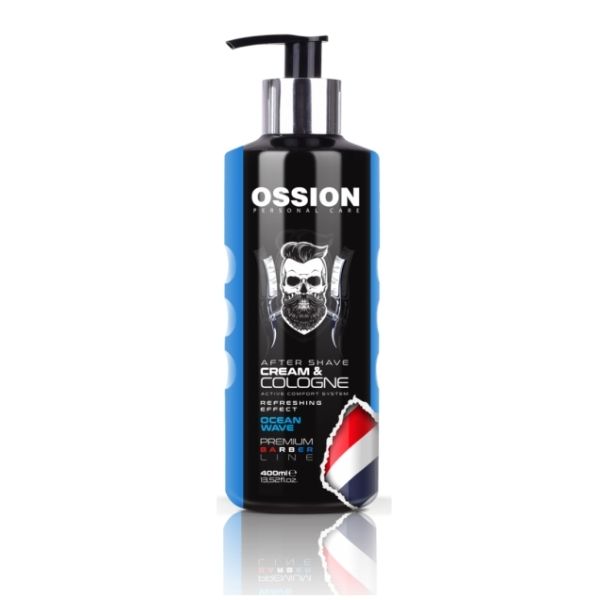 OSSION
PERSONAL CARE
AFTER SHAVE
CREAM &
COLOGNE
ACTIVE COMFORT SYSTEM
REFRESHING
EFFECT
OCEAN
WAVE
PREMIUM
BARBER
LINE
400ml e
13,52fl.oz.